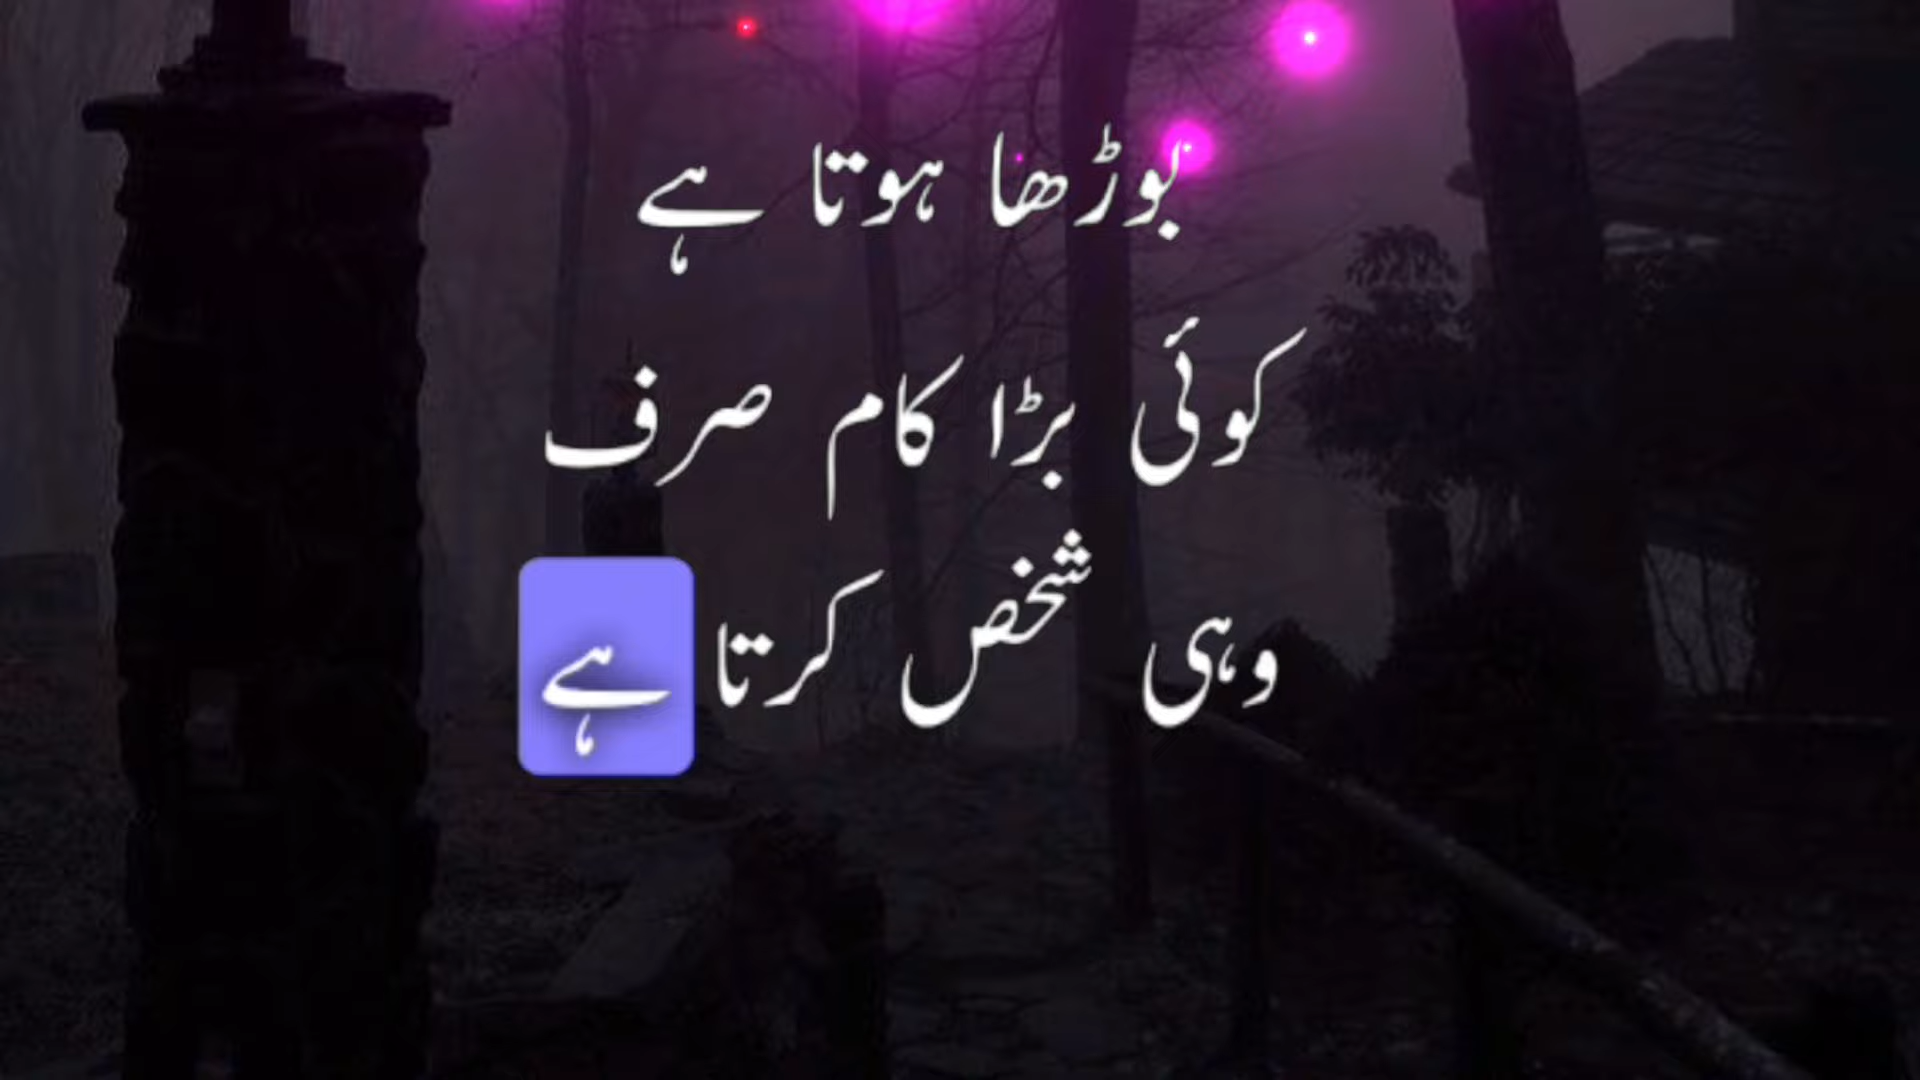 بوڑھا ہوتا ہے
کوئی بڑا کام صرف
وہی شخص کرتا ہے